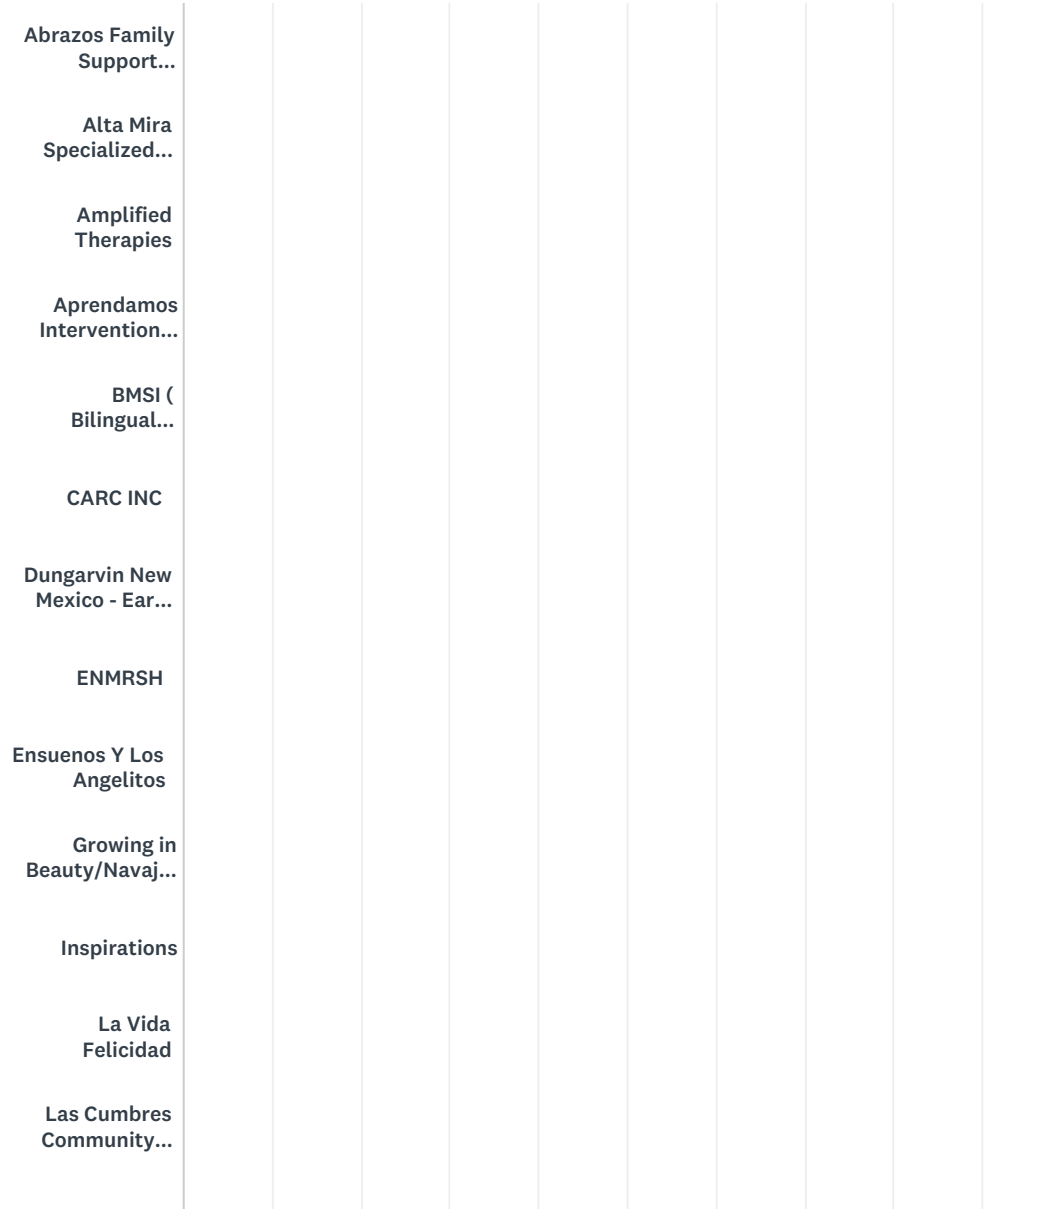 Abrazos Family
Support...
Alta Mira
Specialized...
Amplified
Therapies
Aprendamos
Intervention...
BMSI (
Bilingual...
CARC INC
Dungarvin New
Mexico - Ear...
ENMRSH
Ensuenos Y Los
Angelitos
Growing in
Beauty/Navaj...
Inspirations
La Vida
Felicidad
Las Cumbres
Community...